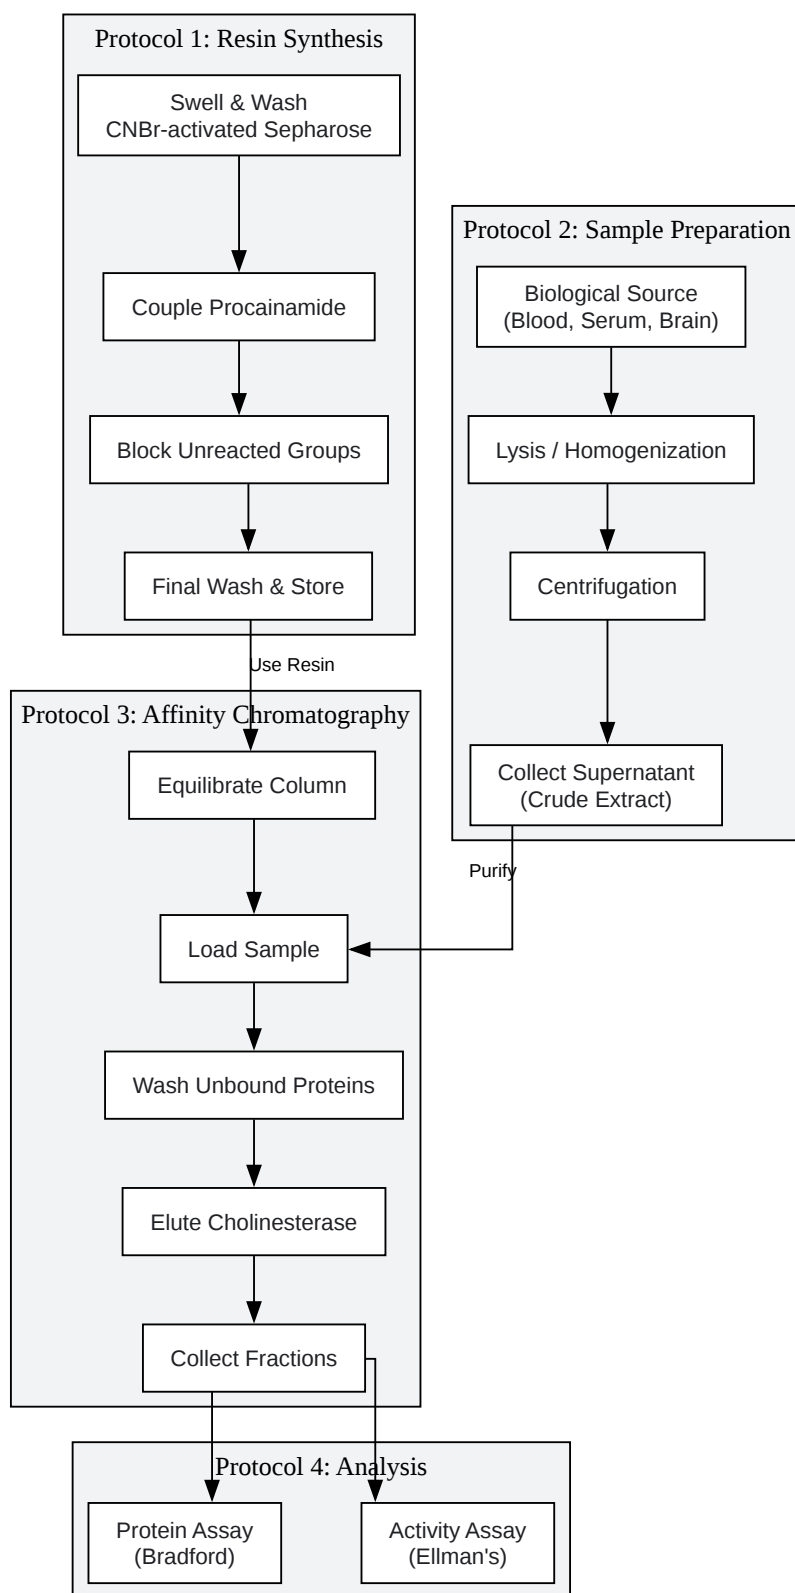 Protocol 1: Resin Synthesis
Swell & Wash
CNBr-activated Sepharose
Couple Procainamide
Block Unreacted Groups
Final Wash & Store
Use Resin
Protocol 2: Sample Preparation
Biological Source
(Blood, Serum, Brain)
Lysis / Homogenization
Centrifugation
Collect Supernatant
(Crude Extract)
Purify
Protocol 3: Affinity Chromatography
Equilibrate Column
Load Sample
Wash Unbound Proteins
Elute Cholinesterase
Collect Fractions
Protocol 4: Analysis
Protein Assay
(Bradford)
Activity Assay
(Ellman's)